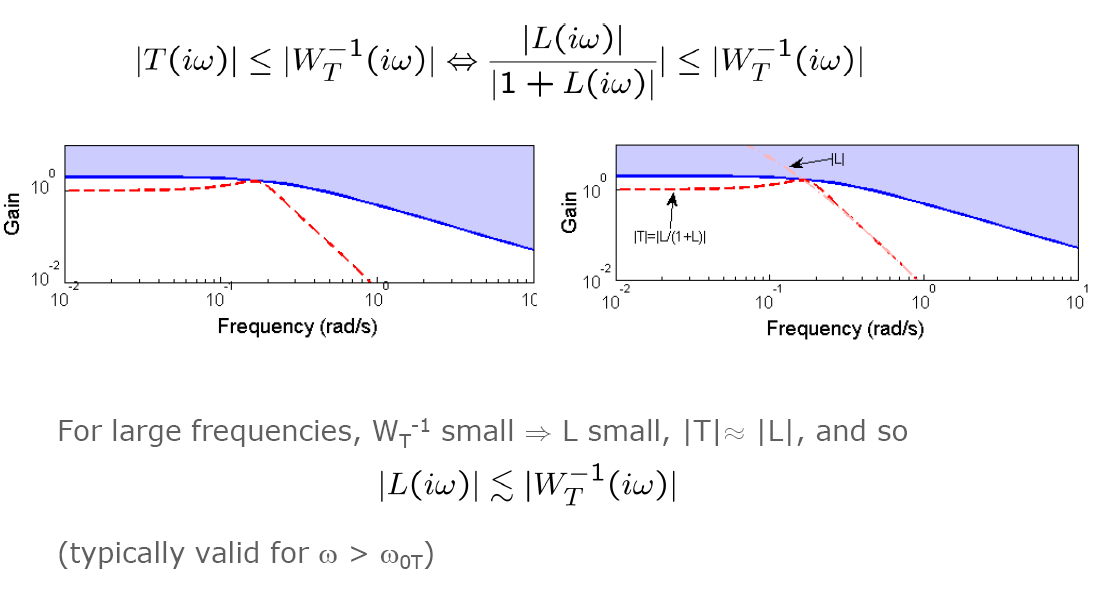 |T(iω)| ≤ |W_T^{-1}(iω)| ⇔ |L(iω)| / |1 + L(iω)| | ≤ |W_T^{-1}(iω)|
Gain
10^0
10^-2
10^-2 10^-1 10^0 10
Frequency (rad/s)
|L|
|T|=|L/(1+L)|
Gain
10^0
10^-2
10^-2 10^-1 10^0 10^1
Frequency (rad/s)
For large frequencies, W_T^-1 small ⇒ L small, |T|≈ |L|, and so
|L(iω)| ≲ |W_T^{-1}(iω)|
(typically valid for ω > ω_0T)